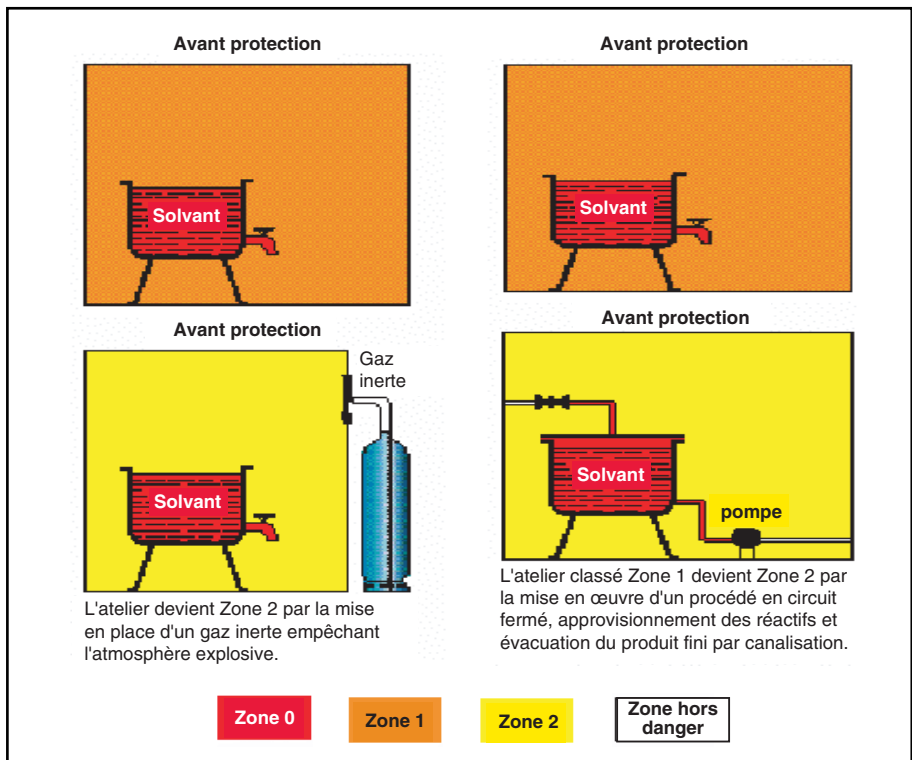 Avant protection
Solvant
Avant protection
Solvant
Avant protection
Gaz
inerte
Solvant
L'atelier devient Zone 2 par la mise
en place d'un gaz inerte empêchant
l'atmosphère explosive.
Avant protection
Solvant
pompe
L'atelier classé Zone 1 devient Zone 2 par
la mise en œuvre d'un procédé en circuit
fermé, approvisionnement des réactifs et
évacuation du produit fini par canalisation.
Zone 0
Zone 1
Zone 2
Zone hors
danger